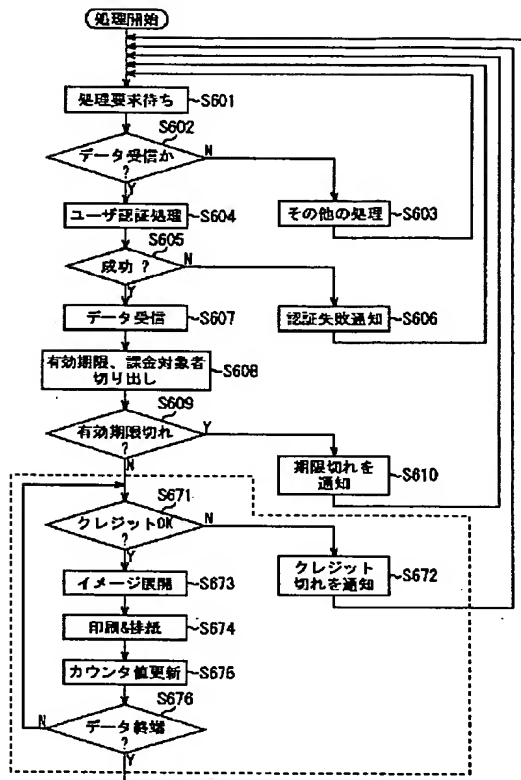 処理開始
処理要求待ち
S601
S602
データ受信か
?
N
Y
ユーザ認証処理
S604
その他の処理
S603
S605
成功 ?
N
Y
データ受信
S607
認証失敗通知
S606
有効期限、課金対象者
切り出し
S608
S609
有効期限切れ
?
Y
N
期限切れを
通知
S610
S671
クレジットOK
?
N
Y
イメージ展開
S673
クレジット
切れを通知
S672
印刷&排紙
S674
カウンタ値更新
S675
S676
データ終端
?
N
Y